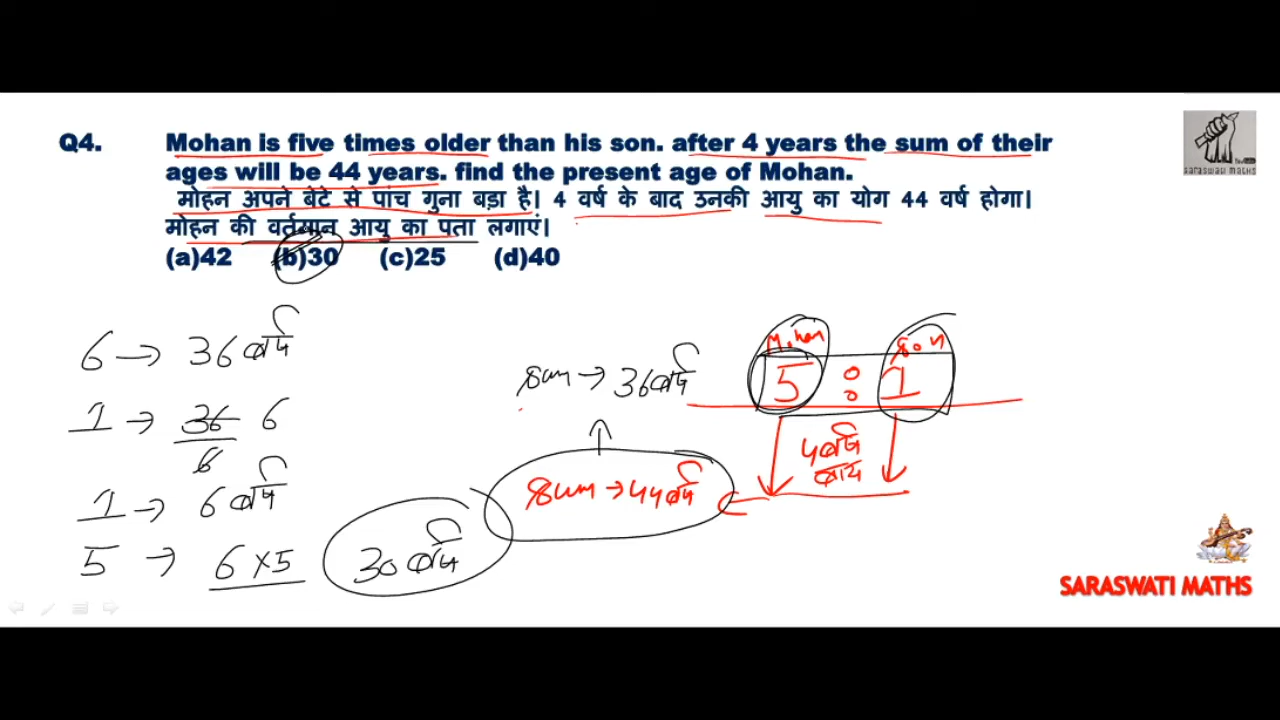 Q4. Mohan is five times older than his son. after 4 years the sum of their
ages will be 44 years. find the present age of Mohan.
मोहन अपने बेटे से पांच गुना बड़ा है। 4 वर्ष के बाद उनकी आयु का योग 44 वर्ष होगा।
मोहन की वर्तमान आयु का पता लगाएं।
(a)42 (b)30 (c)25 (d)40
6 → 36 वर्ष
1 → 36/6 6
1 → 6 वर्ष
5 → 6×5 30 वर्ष
Sum → 36 वर्ष
Sum → 44 वर्ष
Mohan Son
5 : 1
4 वर्ष
बाद
SARASWATI MATHS
SARASWATI MATHS